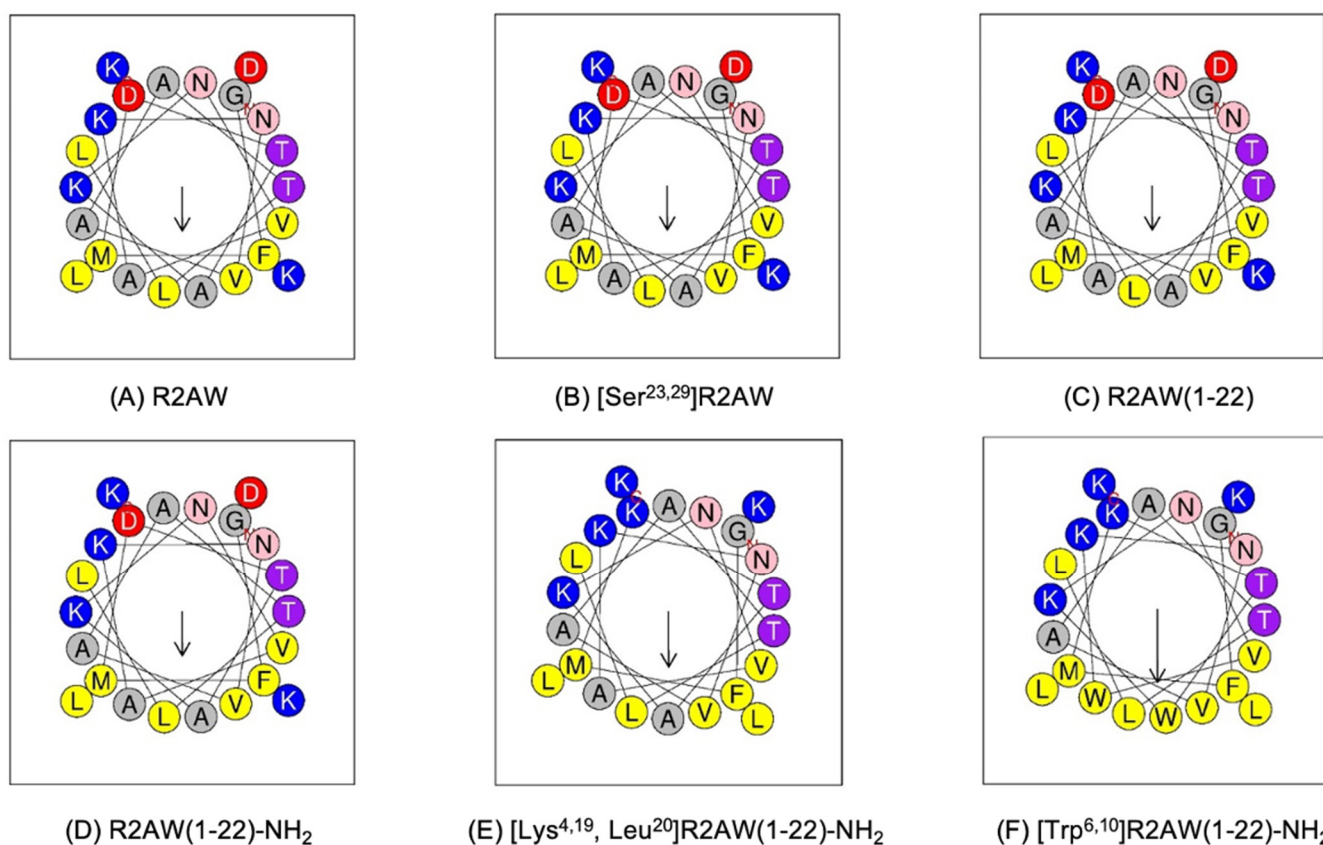 K A N D
D G
K N
L T
K T
A V
M F
L A L A V K
(A) R2AW
K A N D
D G
K N
L T
K T
A V
M F
L A L A V K
(B) [Ser²³,²⁹]R2AW
K A N D
D G
K N
L T
K T
A V
M F
L A L A V K
(C) R2AW(1-22)
K A N D
D G
K N
L T
K T
A V
M F
L A L A V K
(D) R2AW(1-22)-NH₂
K A N K
K G
K N
L T
K T
A V
M F
L A L A V L
(E) [Lys⁴,¹⁹, Leu²⁰]R2AW(1-22)-NH₂
K A N K
K G
K N
L T
K T
A V
M F
L W L W V L
(F) [Trp⁶,¹⁰]R2AW(1-22)-NH₂